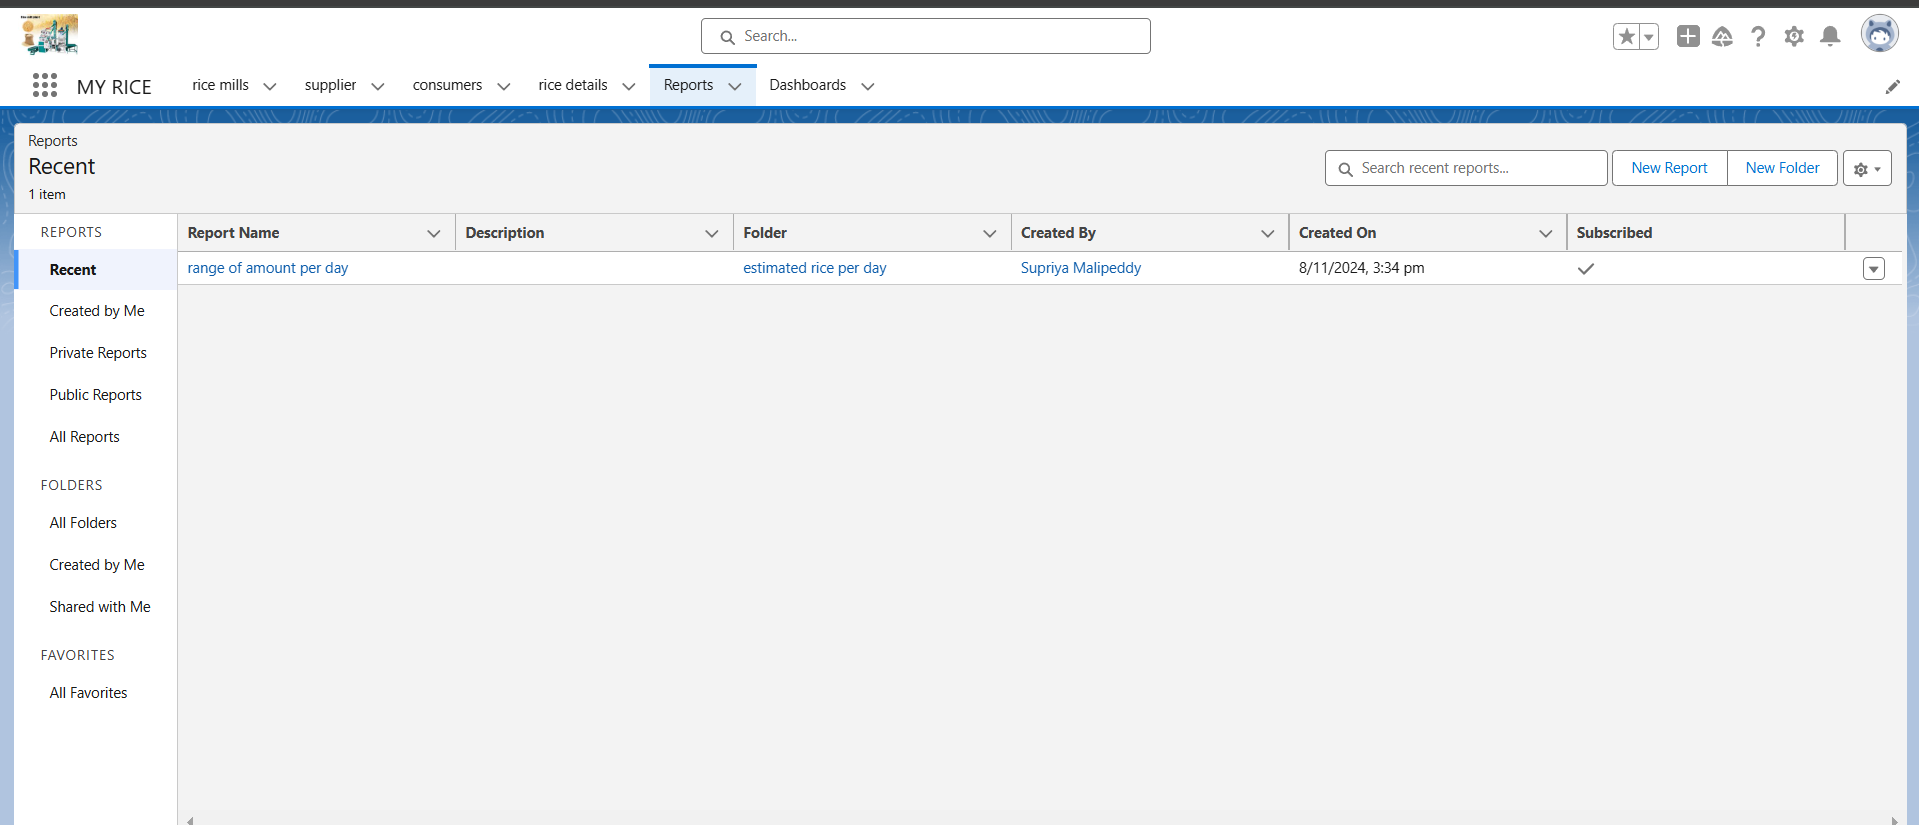 Search...
MY RICE
rice mills
supplier
consumers
rice details
Reports
Dashboards
Reports
Recent
1 item
Search recent reports...
New Report
New Folder
REPORTS
Recent
Created by Me
Private Reports
Public Reports
All Reports
FOLDERS
All Folders
Created by Me
Shared with Me
FAVORITES
All Favorites
Report Name Description Folder Created By Created On Subscribed
range of amount per day estimated rice per day Supriya Malipeddy 8/11/2024, 3:34 pm